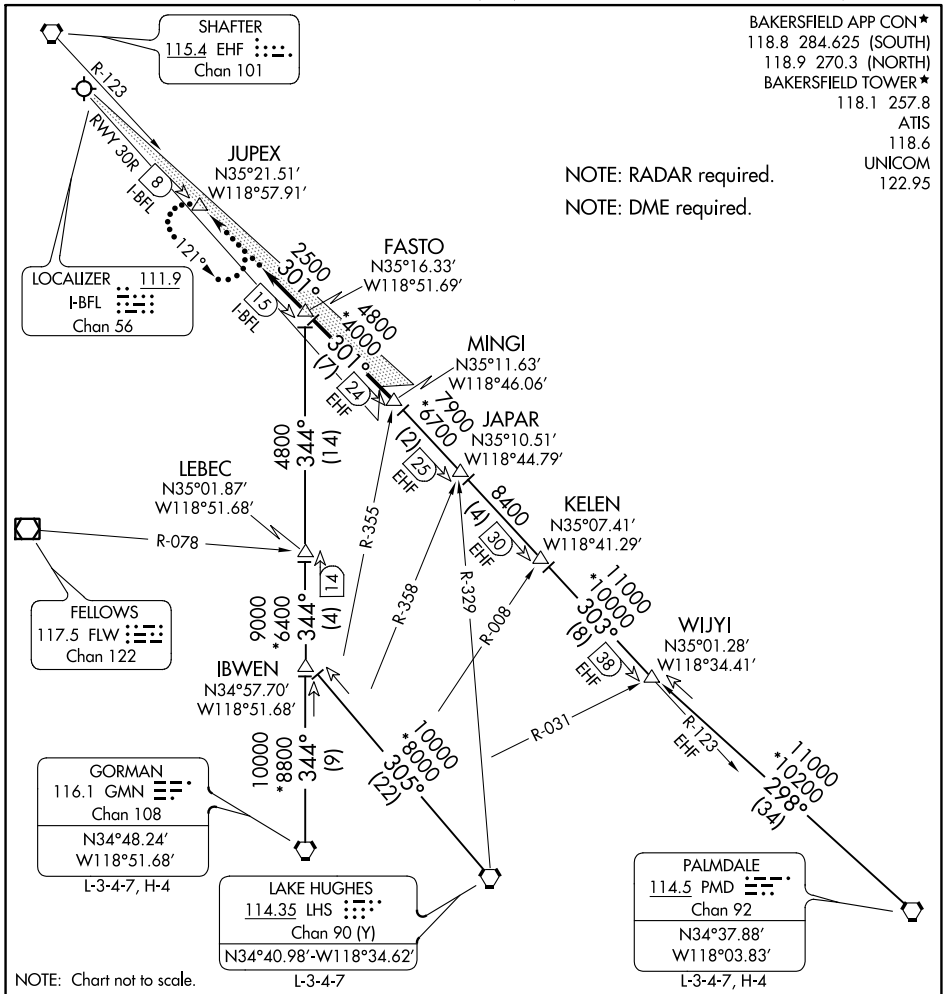 SHAFTER
115.4 EHF
Chan 101
BAKERSFIELD APP CON★
118.8 284.625 (SOUTH)
118.9 270.3 (NORTH)
BAKERSFIELD TOWER★
118.1 257.8
ATIS
118.6
UNICOM
122.95
R-123
RWY 30R
8
I-BFL
JUPEX
N35°21.51'
W118°57.91'
NOTE: RADAR required.
NOTE: DME required.
121°
2500
301°
FASTO
N35°16.33'
W118°51.69'
LOCALIZER 111.9
I-BFL
Chan 56
15
I-BFL
4800
*4000
301°
(7)
24
EHF
MINGI
N35°11.63'
W118°46.06'
7900
*6700
(2)
25
EHF
JAPAR
N35°10.51'
W118°44.79'
4800
344°
(14)
8400
(4)
30
EHF
KELEN
N35°07.41'
W118°41.29'
LEBEC
N35°01.87'
W118°51.68'
R-078
R-355
R-358
R-329
R-008
14
11000
*10000
303°
(8)
38
EHF
WIJYI
N35°01.28'
W118°34.41'
FELLOWS
117.5 FLW
Chan 122
9000
*6400
344°
(4)
IBWEN
N34°57.70'
W118°51.68'
R-031
R-123
EHF
10000
*8800
344°
(9)
10000
*8000
305°
(22)
11000
*10200
298°
(34)
GORMAN
116.1 GMN
Chan 108
N34°48.24'
W118°51.68'
L-3-4-7, H-4
LAKE HUGHES
114.35 LHS
Chan 90 (Y)
N34°40.98'-W118°34.62'
L-3-4-7
PALMDALE
114.5 PMD
Chan 92
N34°37.88'
W118°03.83'
L-3-4-7, H-4
NOTE: Chart not to scale.